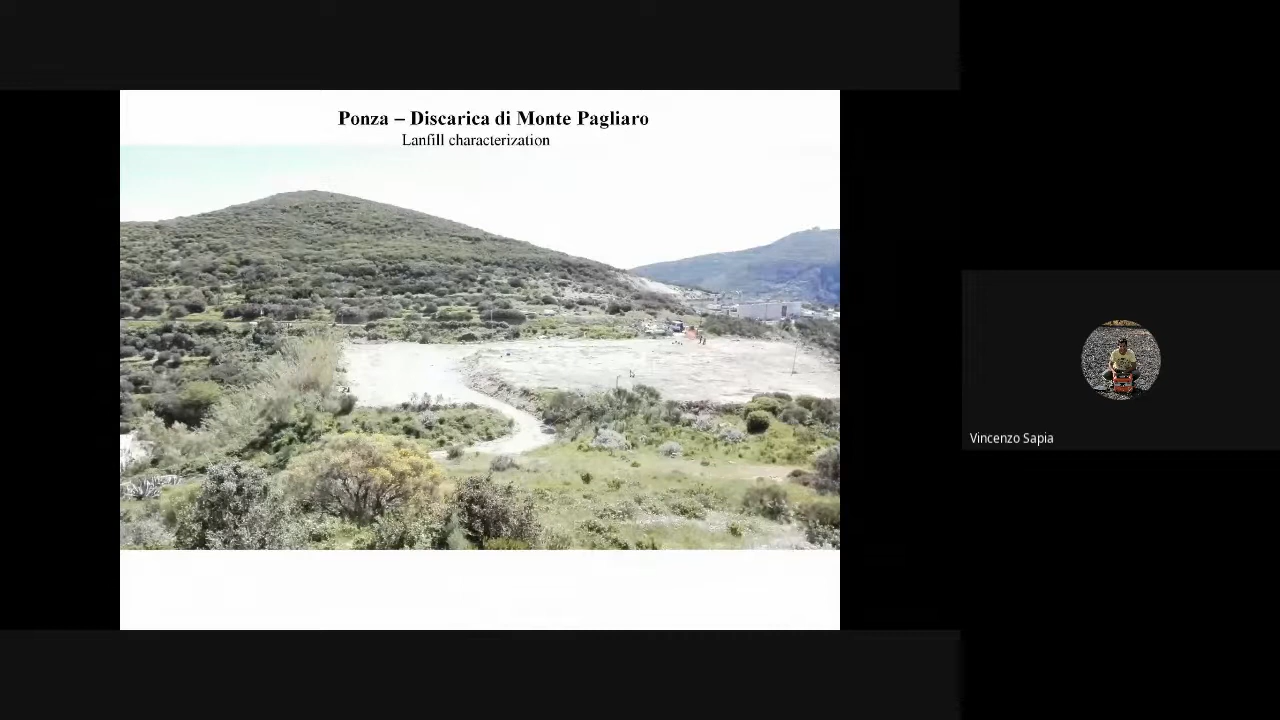 Ponza – Discarica di Monte Pagliaro
Lanfill characterization
Vincenzo Sapia